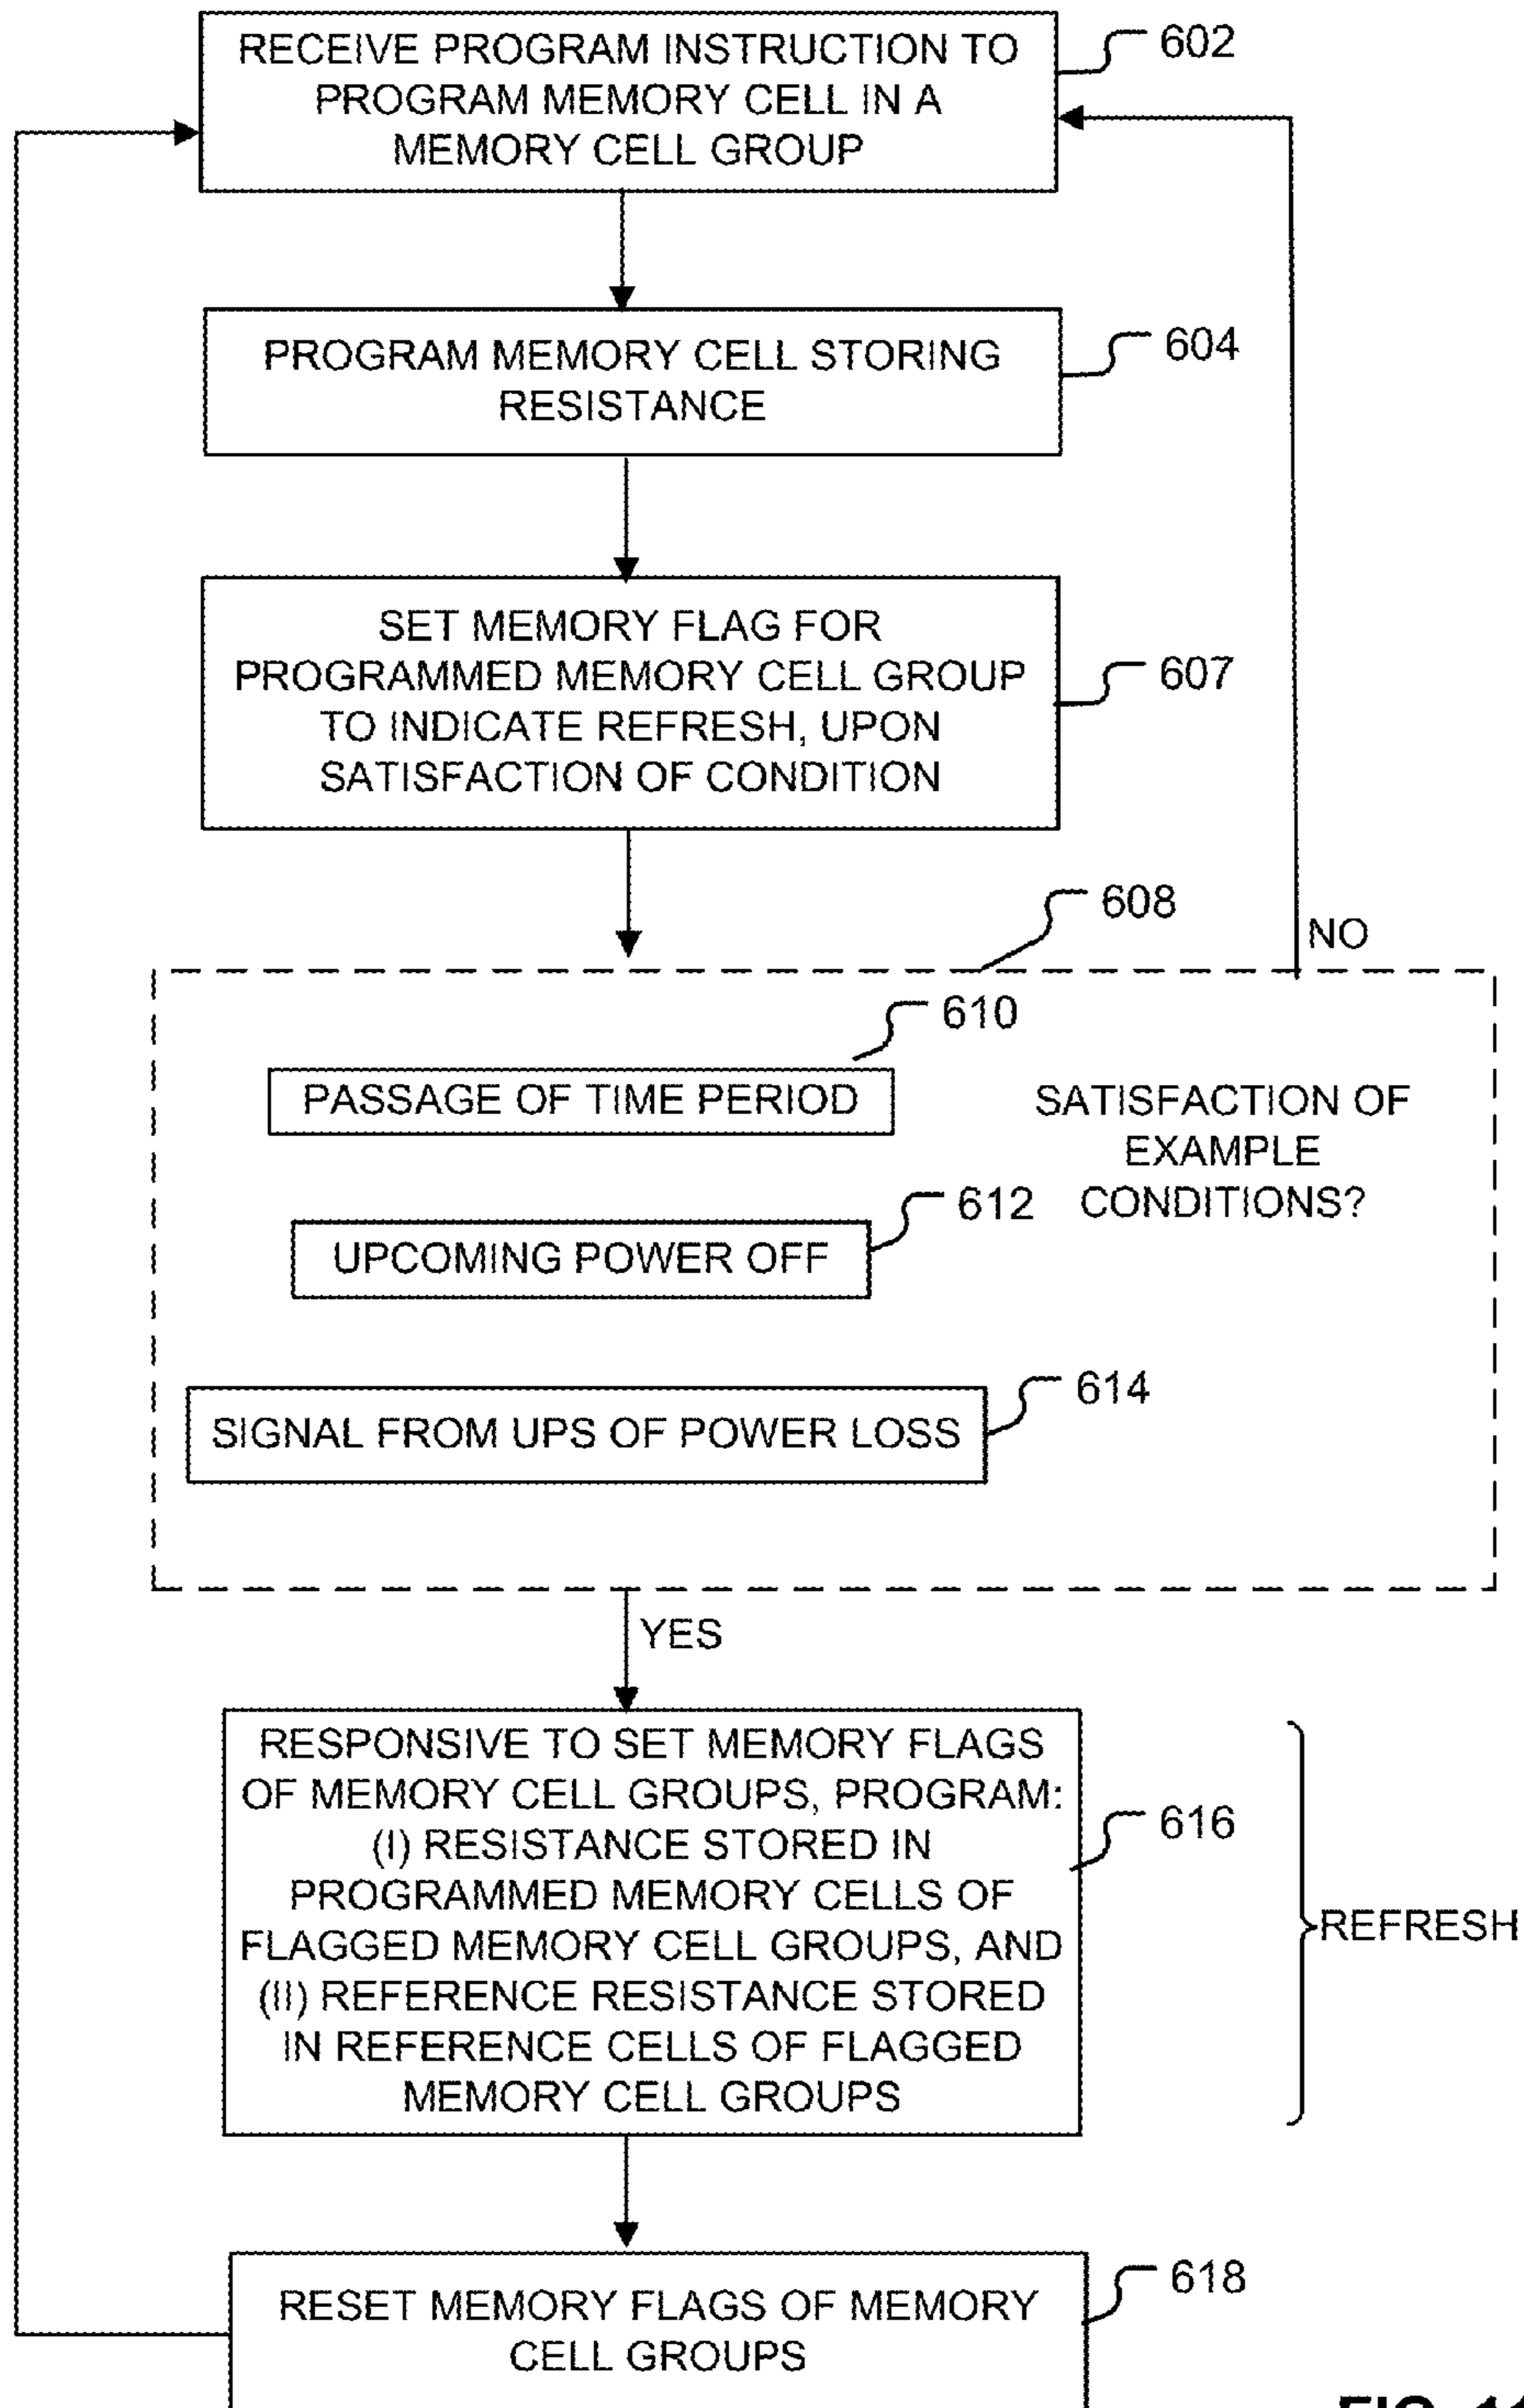 RECEIVE PROGRAM INSTRUCTION TO
PROGRAM MEMORY CELL IN A
MEMORY CELL GROUP
602
PROGRAM MEMORY CELL STORING
RESISTANCE
604
SET MEMORY FLAG FOR
PROGRAMMED MEMORY CELL GROUP
TO INDICATE REFRESH, UPON
SATISFACTION OF CONDITION
607
608
NO
610
PASSAGE OF TIME PERIOD
SATISFACTION OF
EXAMPLE
CONDITIONS?
612
UPCOMING POWER OFF
614
SIGNAL FROM UPS OF POWER LOSS
YES
RESPONSIVE TO SET MEMORY FLAGS
OF MEMORY CELL GROUPS, PROGRAM:
(I) RESISTANCE STORED IN
PROGRAMMED MEMORY CELLS OF
FLAGGED MEMORY CELL GROUPS, AND
(II) REFERENCE RESISTANCE STORED
IN REFERENCE CELLS OF FLAGGED
MEMORY CELL GROUPS
616
REFRESH
618
RESET MEMORY FLAGS OF MEMORY
CELL GROUPS